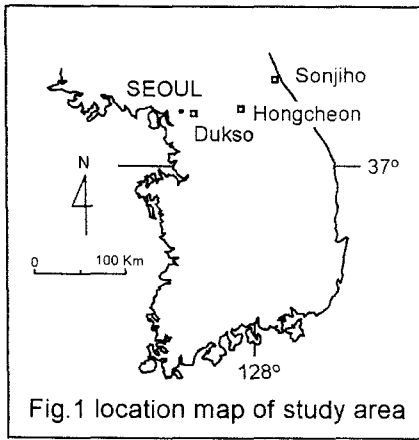 Sonjiho
SEOUL
Hongcheon
Dukso
N
37°
0 100 Km
128°
Fig.1 location map of study area